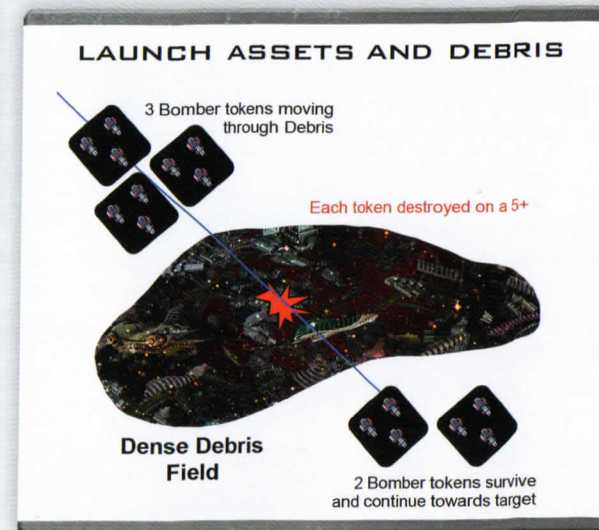 LAUNCH ASSETS AND DEBRIS
3 Bomber tokens moving
through Debris
Each token destroyed on a 5+
Dense Debris
Field
2 Bomber tokens survive
and continue towards target